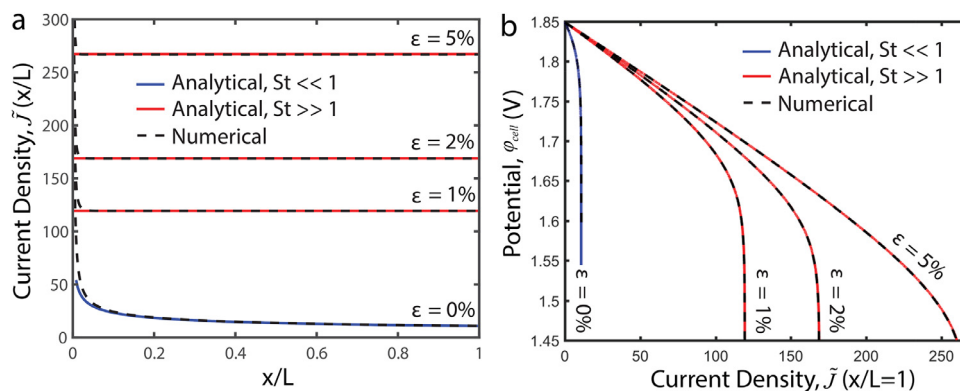 a
Current Density, J̃ (x/L)
300
250
200
150
100
50
0
0
0.2
0.4
0.6
0.8
1
x/L
ε = 5%
Analytical, St << 1
Analytical, St >> 1
Numerical
ε = 2%
ε = 1%
ε = 0%
b
Potential, φcell (V)
1.85
1.8
1.75
1.7
1.65
1.6
1.55
1.5
1.45
0
50
100
150
200
250
Current Density, J̃ (x/L=1)
Analytical, St << 1
Analytical, St >> 1
Numerical
ε = 0%
ε = 1%
ε = 2%
ε = 5%